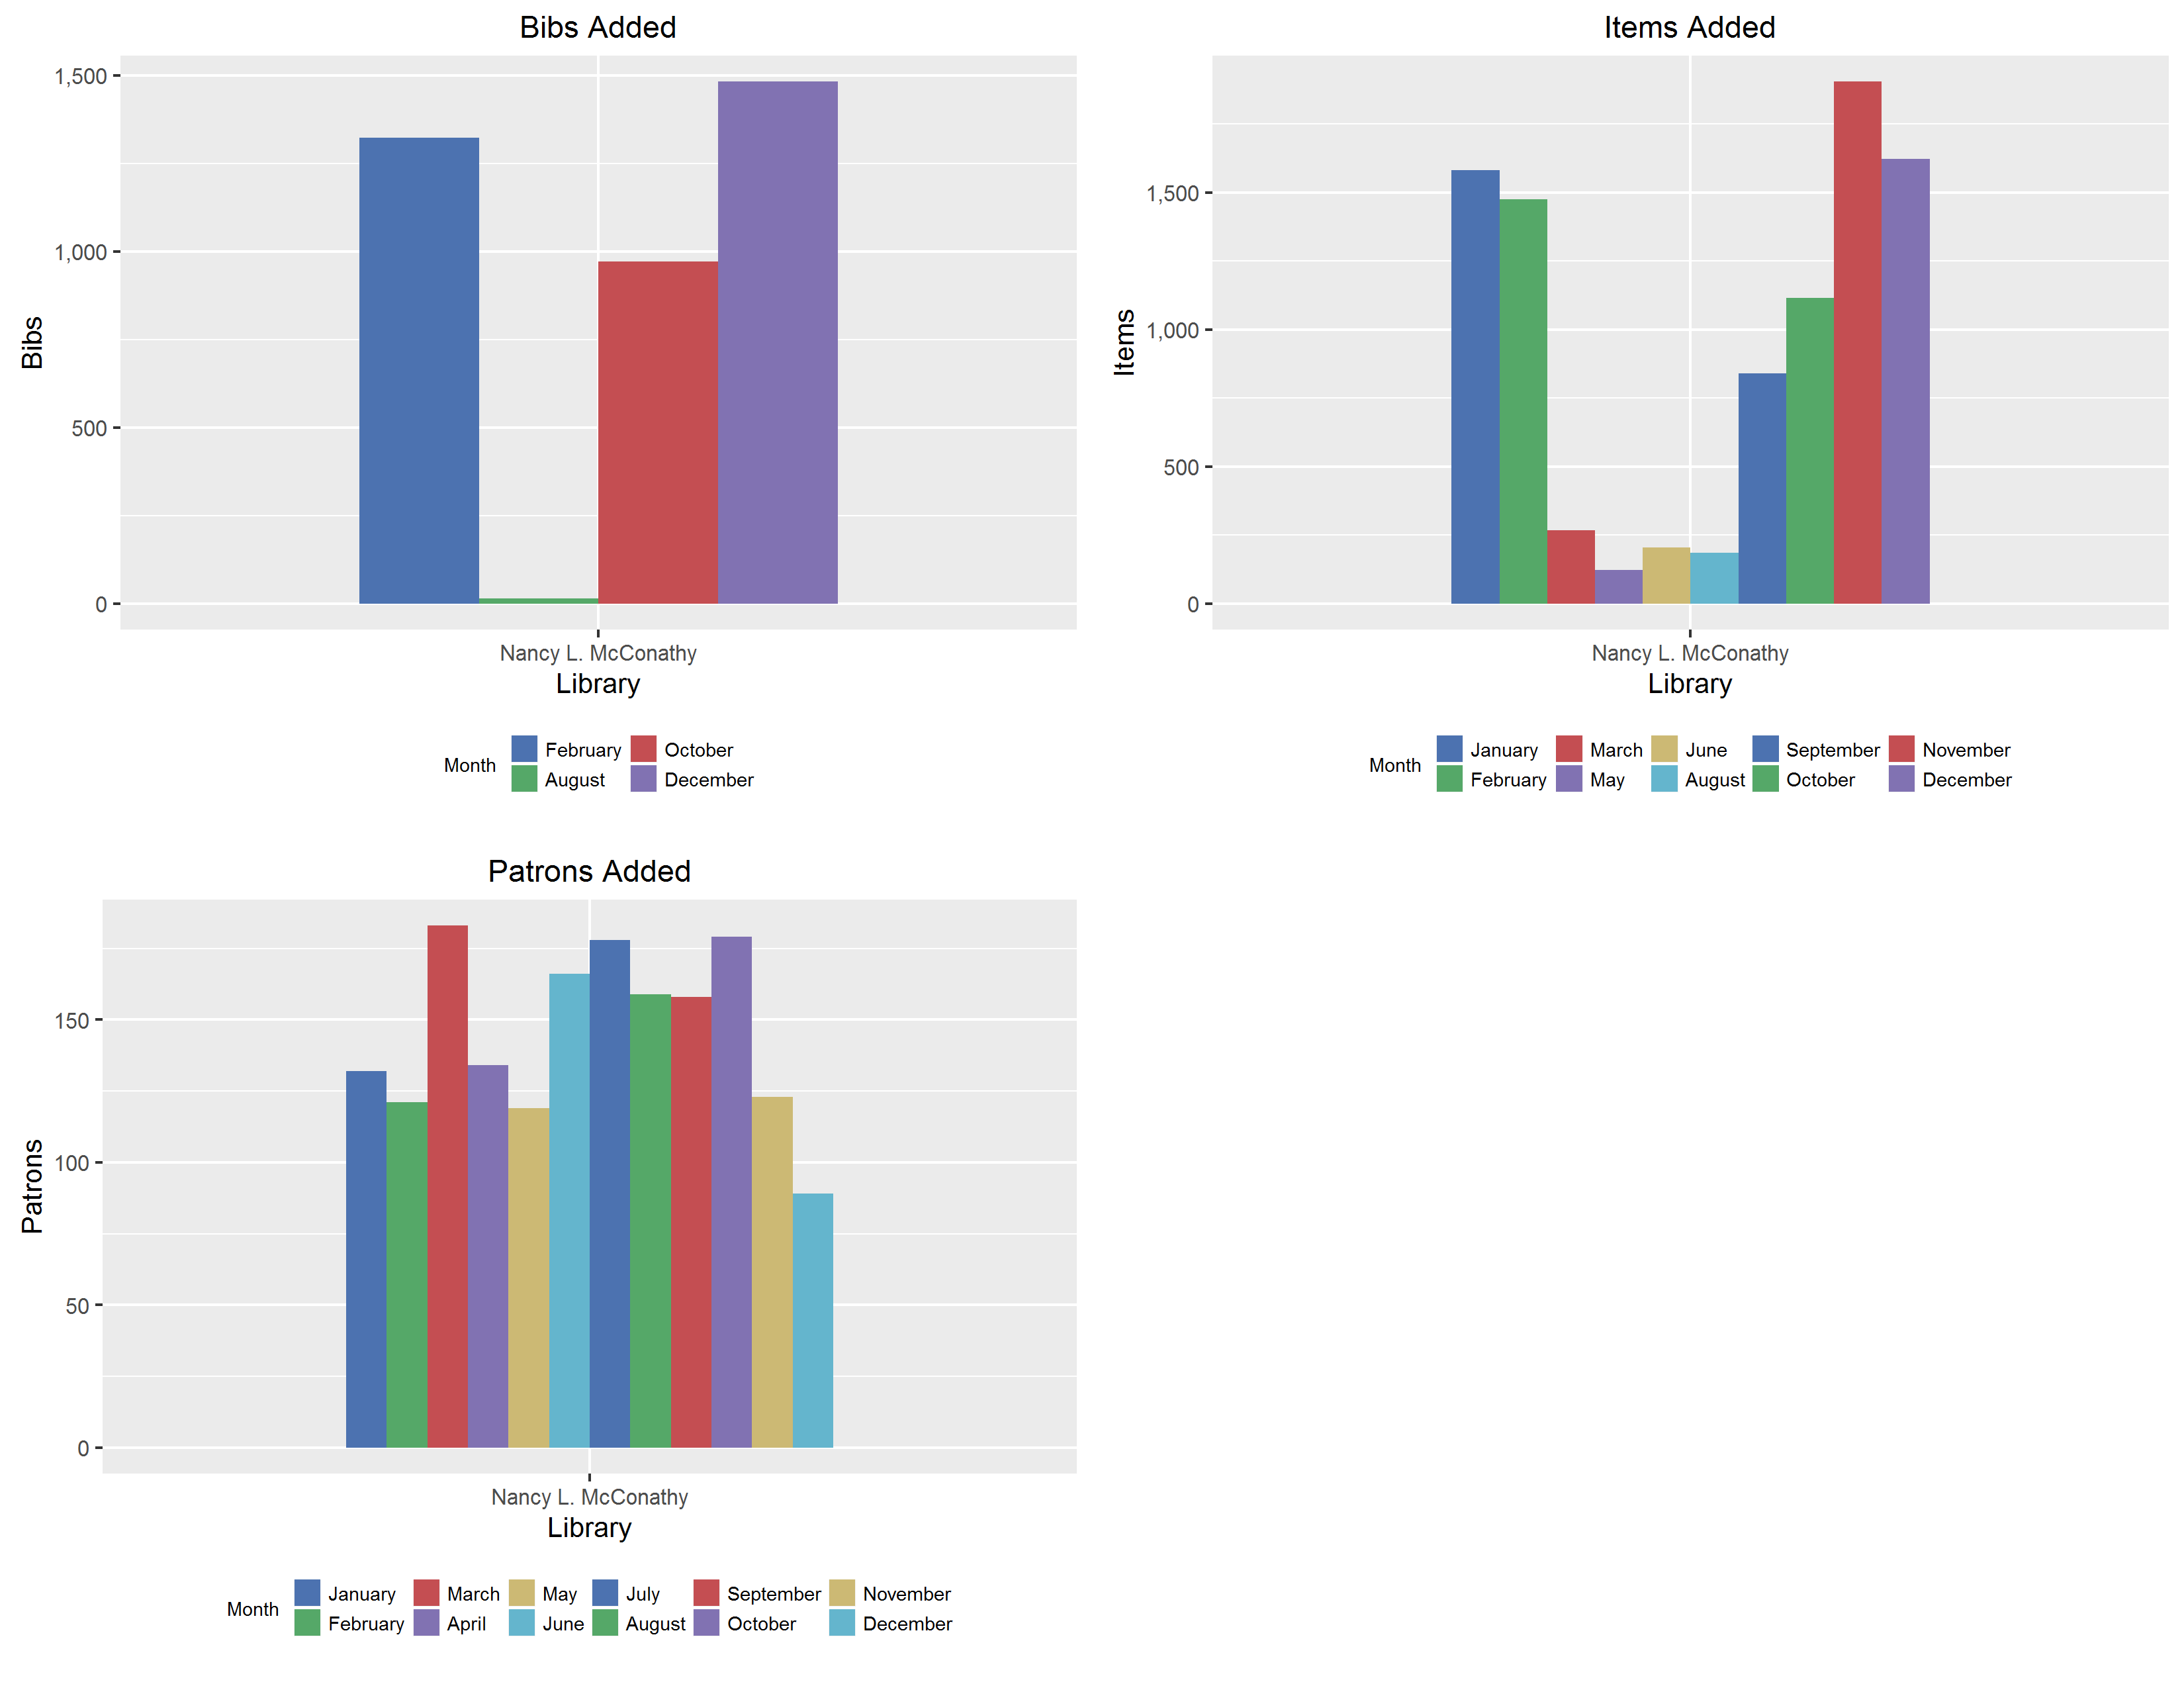 Bibs Added
1,500
1,000
500
0
Bibs
Nancy L. McConathy
Library
Month
February
October
August
December
Items Added
1,500
1,000
500
0
Items
Nancy L. McConathy
Library
Month
January
March
June
September
November
February
May
August
October
December
Patrons Added
150
100
50
0
Patrons
Nancy L. McConathy
Library
Month
January
March
May
July
September
November
February
April
June
August
October
December